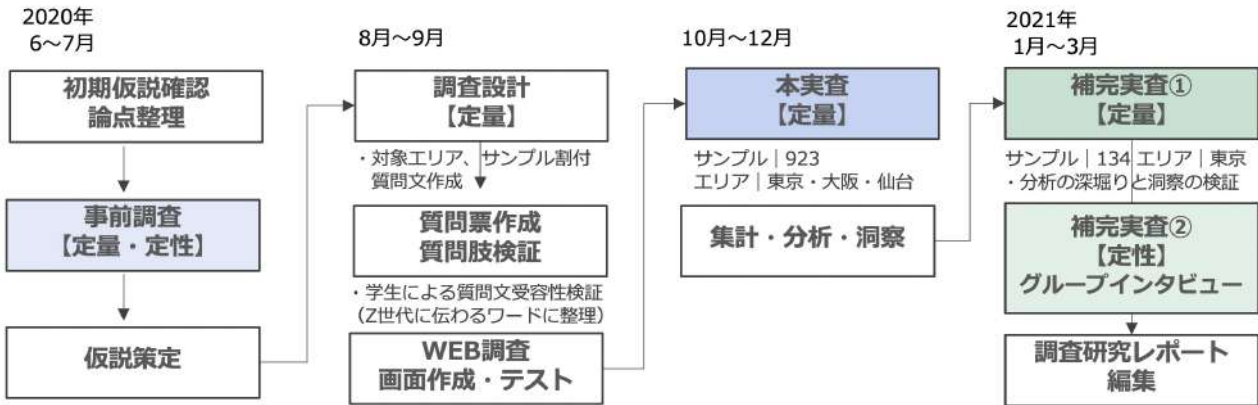 2020年
6～7月
初期仮説確認
論点整理
事前調査
【定量・定性】
仮説策定
8月～9月
調査設計
【定量】
・対象エリア、サンプル割付
質問文作成
質問票作成
質問肢検証
・学生による質問文受容性検証
（Z世代に伝わるワードに整理）
WEB調査
画面作成・テスト
10月～12月
本実査
【定量】
サンプル｜923
エリア｜東京・大阪・仙台
集計・分析・洞察
2021年
1月～3月
補完実査①
【定量】
サンプル｜134 エリア｜東京
・分析の深堀りと洞察の検証
補完実査②
【定性】
グループインタビュー
調査研究レポート
編集